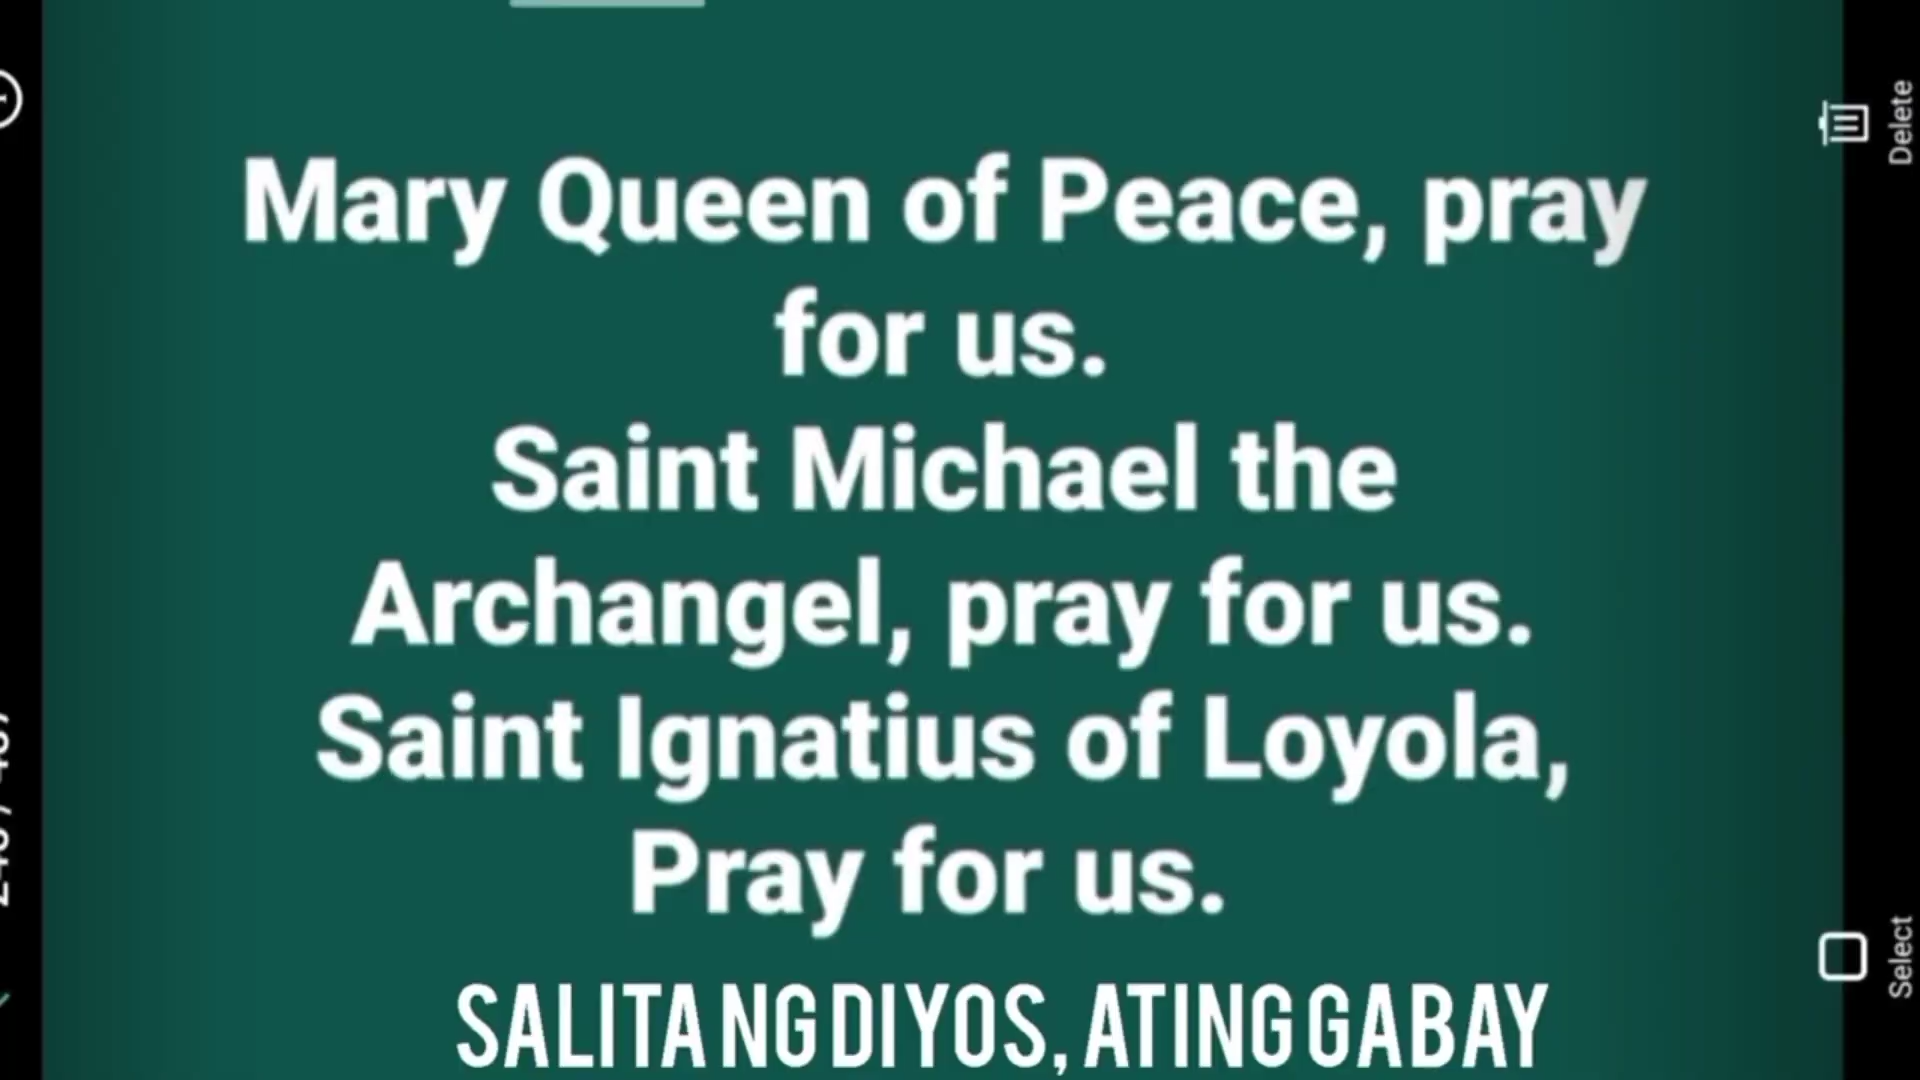 Mary Queen of Peace, pray
for us.
Saint Michael the
Archangel, pray for us.
Saint Ignatius of Loyola,
Pray for us.
SALITA NG DIYOS, ATING GABAY
Delete
Select